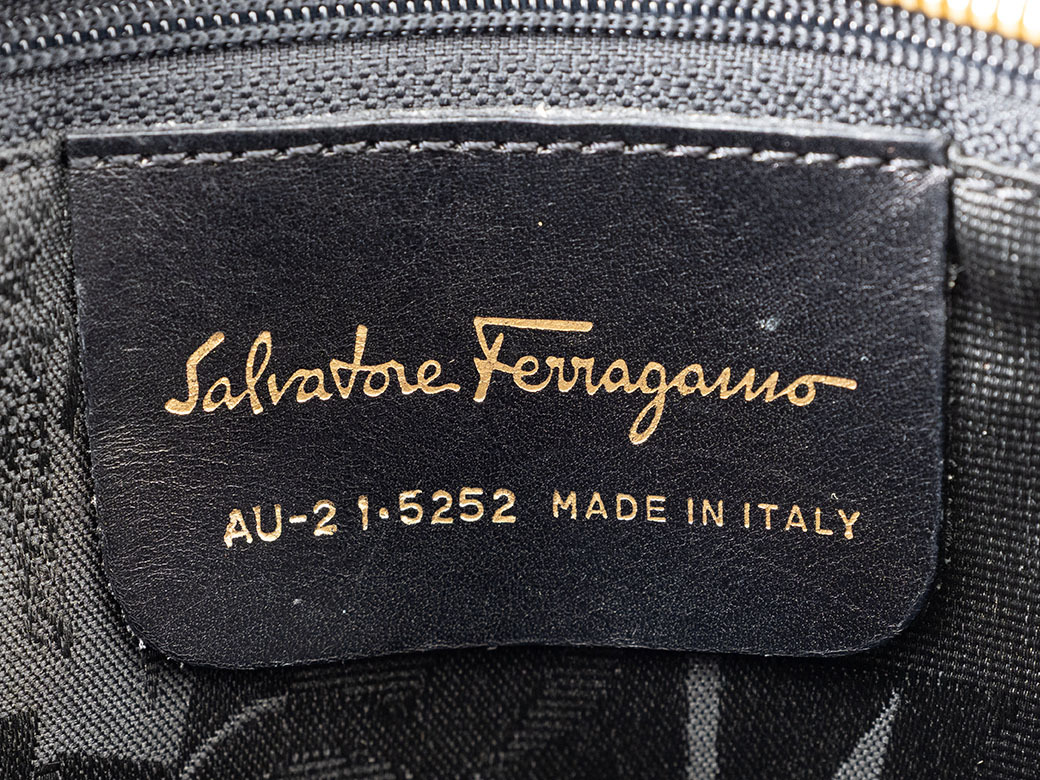 Salvatore Ferragamo
AU-21·5252 MADE IN ITALY